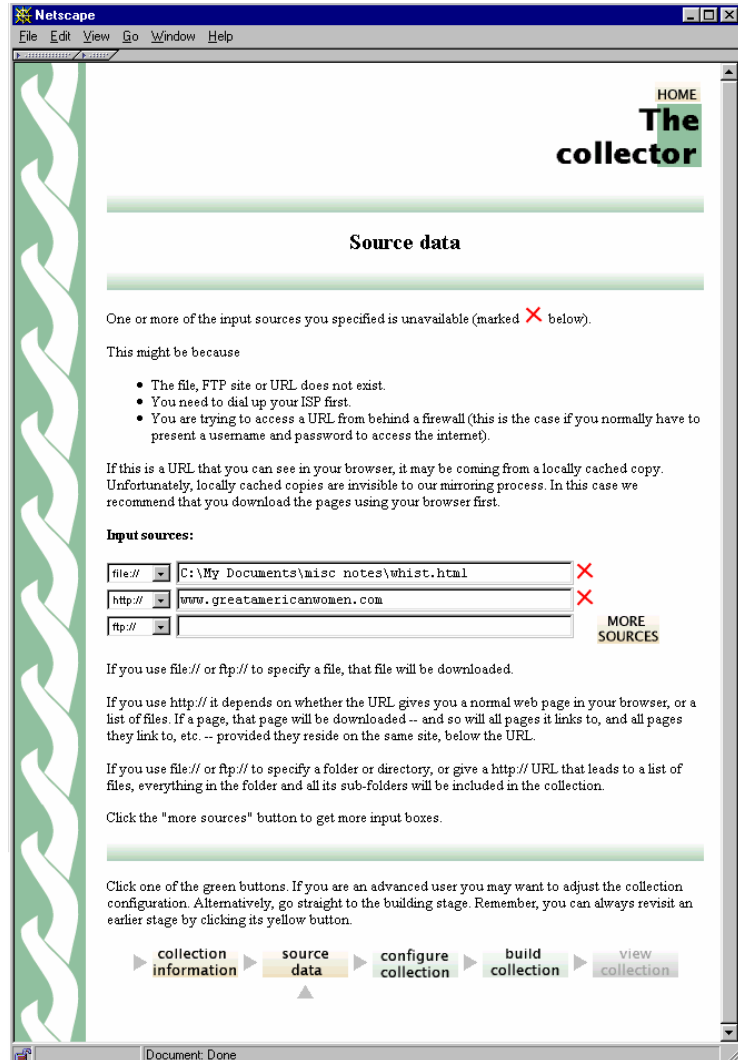 Netscape
File Edit View Go Window Help
HOME
The
collector
Source data
One or more of the input sources you specified is unavailable (marked ✕ below).
This might be because
• The file, FTP site or URL does not exist.
• You need to dial up your ISP first.
• You are trying to access a URL from behind a firewall (this is the case if you normally have to
present a username and password to access the internet).
If this is a URL that you can see in your browser, it may be coming from a locally cached copy.
Unfortunately, locally cached copies are invisible to our mirroring process. In this case we
recommend that you download the pages using your browser first.
Input sources:
file:// C:\My Documents\misc notes\whist.html
http:// www.greatamericanwomen.com
ftp:// MORE
SOURCES
If you use file:// or ftp:// to specify a file, that file will be downloaded.
If you use http:// it depends on whether the URL gives you a normal web page in your browser, or a
list of files. If a page, that page will be downloaded -- and so will all pages it links to, and all pages
they link to, etc. -- provided they reside on the same site, below the URL.
If you use file:// or ftp:// to specify a folder or directory, or give a http:// URL that leads to a list of
files, everything in the folder and all its sub-folders will be included in the collection.
Click the "more sources" button to get more input boxes.
Click one of the green buttons. If you are an advanced user you may want to adjust the collection
configuration. Alternatively, go straight to the building stage. Remember, you can always revisit an
earlier stage by clicking its yellow button.
collection information
source data
configure collection
build collection
view collection
Document: Done